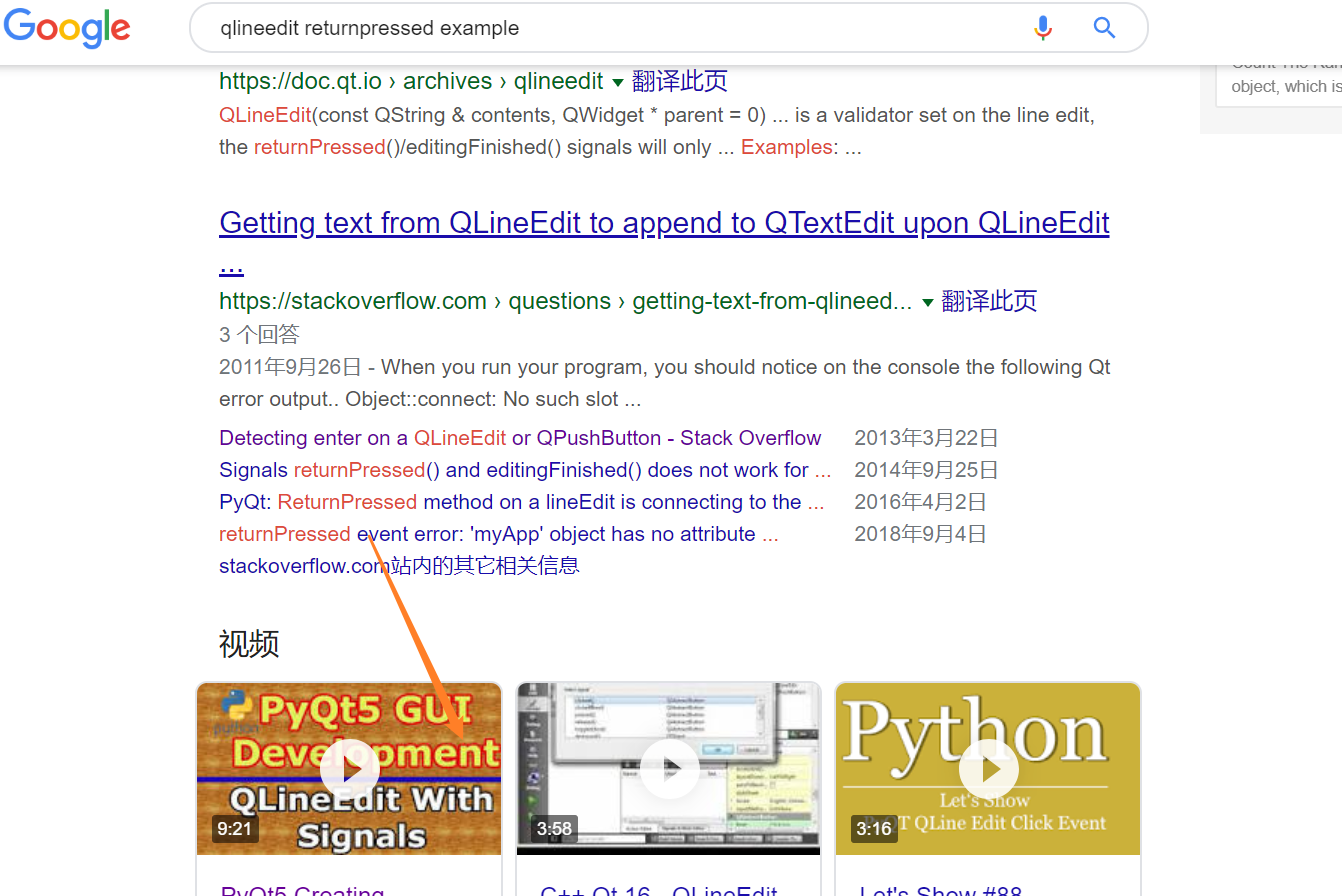 Google
qlineedit returnpressed example
object, which is
https://doc.qt.io › archives › qlineedit ▾ 翻译此页
QLineEdit(const QString & contents, QWidget * parent = 0) ... is a validator set on the line edit,
the returnPressed()/editingFinished() signals will only ... Examples: ...
Getting text from QLineEdit to append to QTextEdit upon QLineEdit
...
https://stackoverflow.com › questions › getting-text-from-qlineed... ▾ 翻译此页
3 个回答
2011年9月26日 - When you run your program, you should notice on the console the following Qt
error output.. Object::connect: No such slot ...
Detecting enter on a QLineEdit or QPushButton - Stack Overflow 2013年3月22日
Signals returnPressed() and editingFinished() does not work for ... 2014年9月25日
PyQt: ReturnPressed method on a lineEdit is connecting to the ... 2016年4月2日
returnPressed event error: 'myApp' object has no attribute ... 2018年9月4日
stackoverflow.com站内的其它相关信息
视频
PyQt5 GUI
Development
QLineEdit With
Signals
9:21
3:58
Python
Let's Show
PyQT QLine Edit Click Event
3:16
PyQt5 Creating
C++ Qt 16 - QLineEdit
Let's Show #88